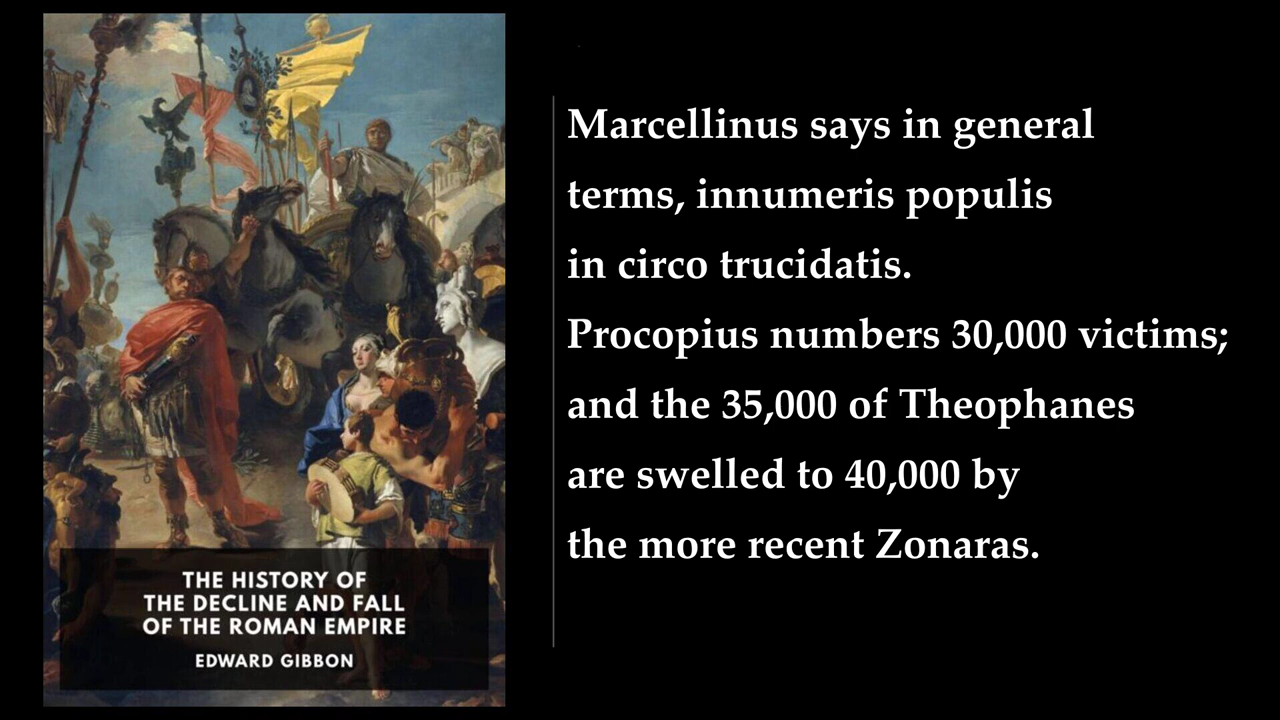 THE HISTORY OF
THE DECLINE AND FALL
OF THE ROMAN EMPIRE
EDWARD GIBBON
Marcellinus says in general
terms, innumeris populis
in circo trucidatis.
Procopius numbers 30,000 victims;
and the 35,000 of Theophanes
are swelled to 40,000 by
the more recent Zonaras.